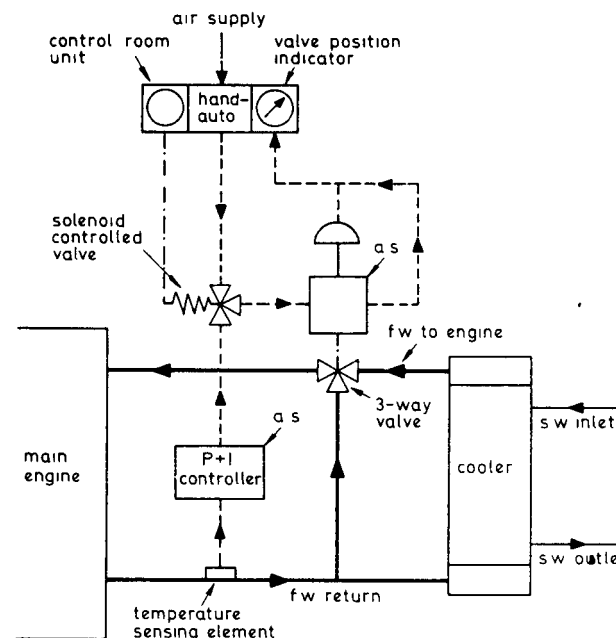 air supply
control room
unit
valve position
indicator
hand-
auto
solenoid
controlled
valve
a s
fw to engine
3-way
valve
a s
P+I
controller
main
engine
cooler
sw inlet
sw outle
fw return
temperature
sensing element